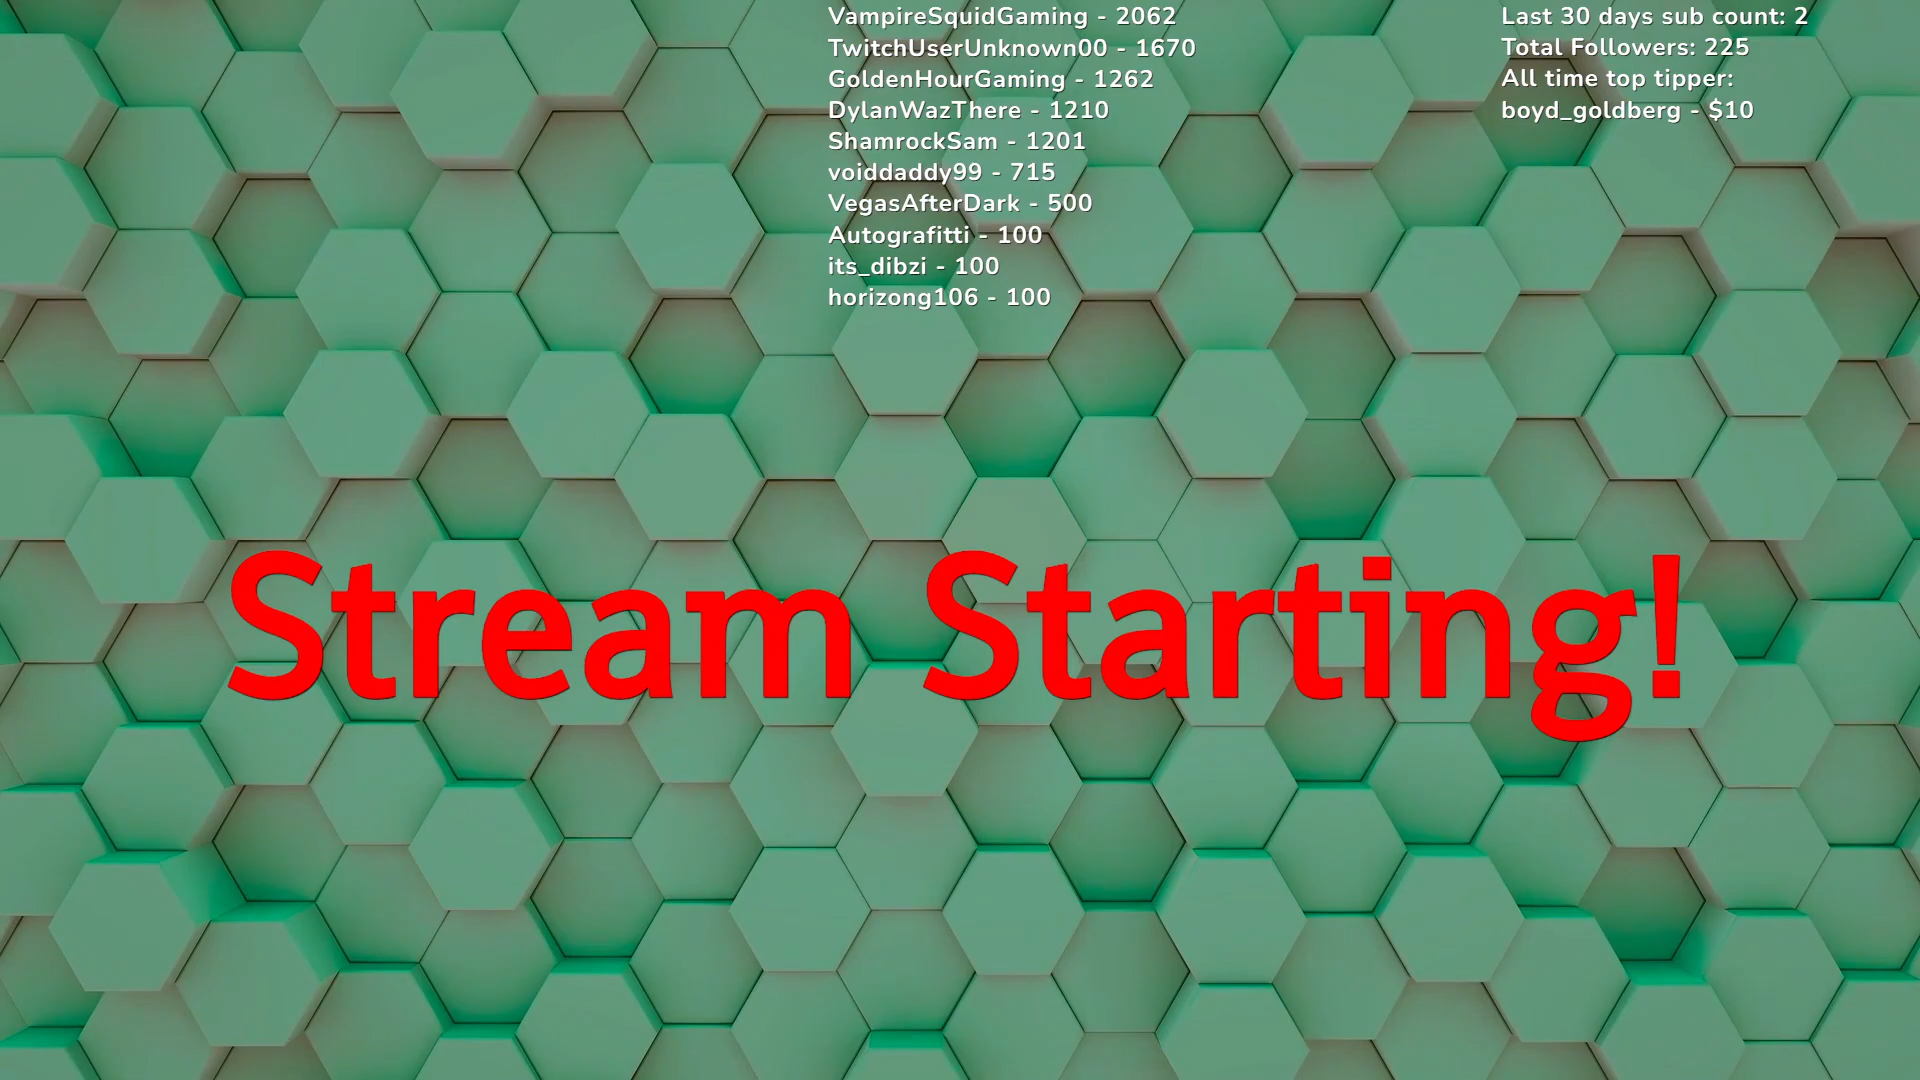 VampireSquidGaming - 2062
TwitchUserUnknown00 - 1670
GoldenHourGaming - 1262
DylanWazThere - 1210
ShamrockSam - 1201
voiddaddy99 - 715
VegasAfterDark - 500
Autografitti - 100
its_dibzi - 100
horizong106 - 100
Last 30 days sub count: 2
Total Followers: 225
All time top tipper:
boyd_goldberg - $10
Stream Starting!